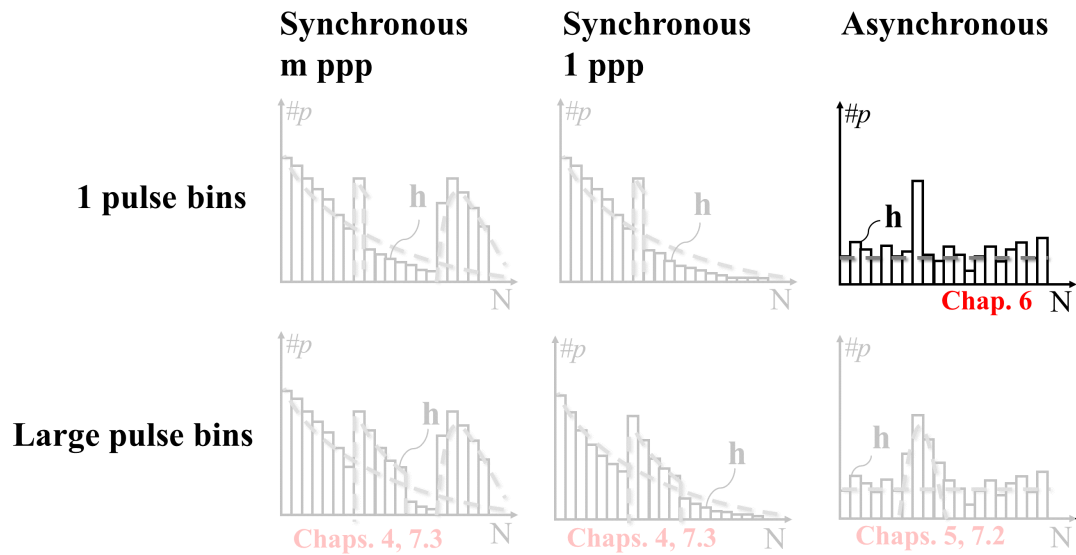 Synchronous
m ppp
Synchronous
1 ppp
Asynchronous
1 pulse bins
#p
h
N
#p
h
N
#p
h
Chap. 6
N
Large pulse bins
#p
h
N
Chaps. 4, 7.3
#p
h
N
Chaps. 4, 7.3
#p
h
N
Chaps. 5, 7.2